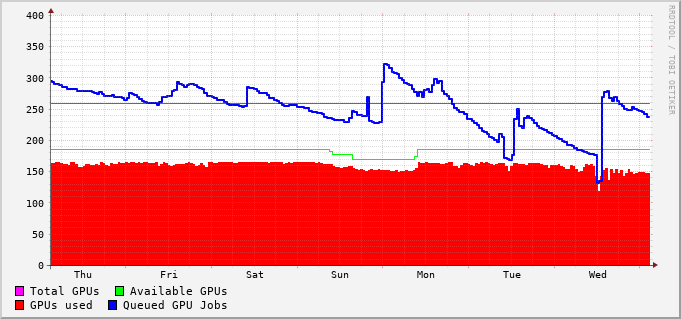 400
350
300
250
200
150
100
50
0
Thu Fri Sat Sun Mon Tue Wed
Total GPUs Available GPUs
GPUs used Queued GPU Jobs
RRDTOOL / TOBI OETIKER